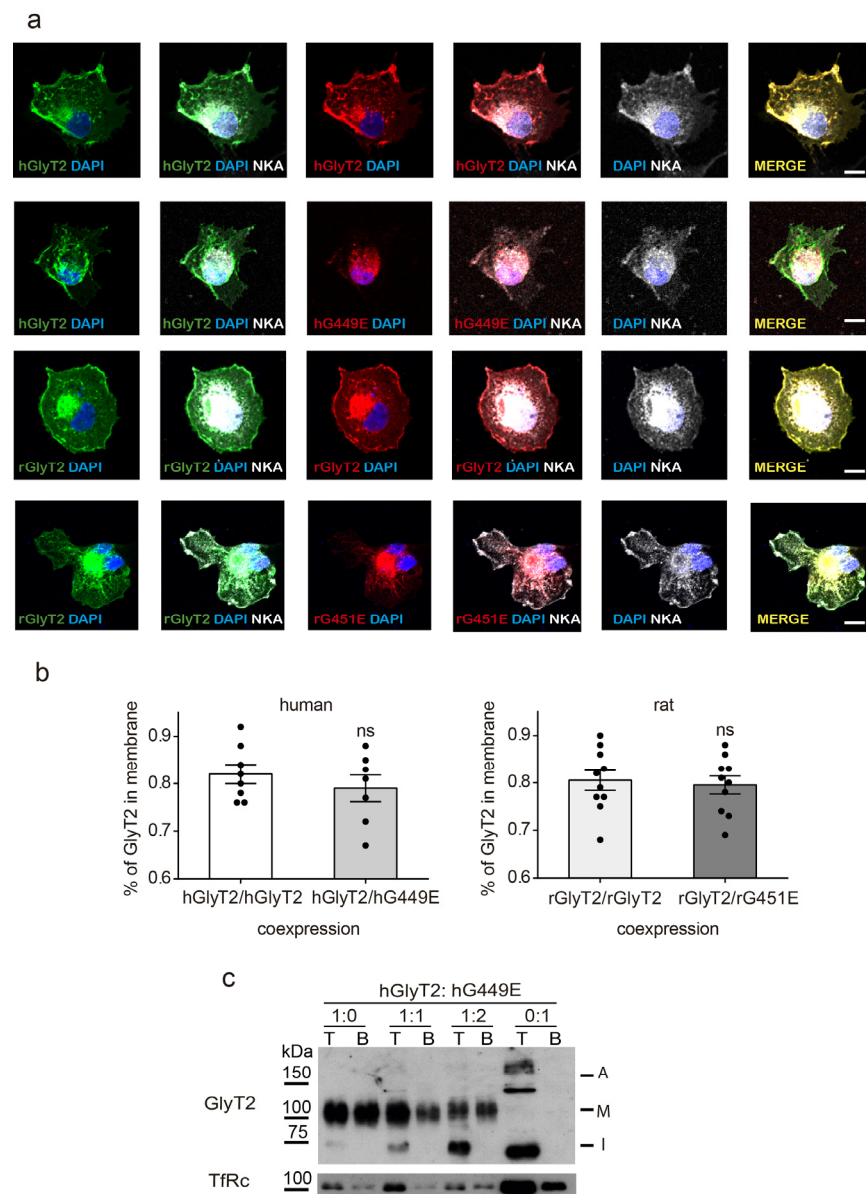 a
hGlyT2 DAPI
hGlyT2 DAPI NKA
hGlyT2 DAPI
hGlyT2 DAPI NKA
DAPI NKA
MERGE
hGlyT2 DAPI
hGlyT2 DAPI NKA
hG449E DAPI
hG449E DAPI NKA
DAPI NKA
MERGE
rGlyT2 DAPI
rGlyT2 DAPI NKA
rGlyT2 DAPI
rGlyT2 DAPI NKA
DAPI NKA
MERGE
rGlyT2 DAPI
rGlyT2 DAPI NKA
rG451E DAPI
rG451E DAPI NKA
DAPI NKA
MERGE
b
human
% of GlyT2 in membrane
0.9
0.8
0.7
0.6
ns
hGlyT2/hGlyT2 hGlyT2/hG449E
coexpression
rat
% of GlyT2 in membrane
0.9
0.8
0.7
0.6
ns
rGlyT2/rGlyT2 rGlyT2/rG451E
coexpression
c
hGlyT2: hG449E
1:0 1:1 1:2 0:1
T B T B T B T B
kDa
150
A
GlyT2 100
M
75
I
TfRc 100